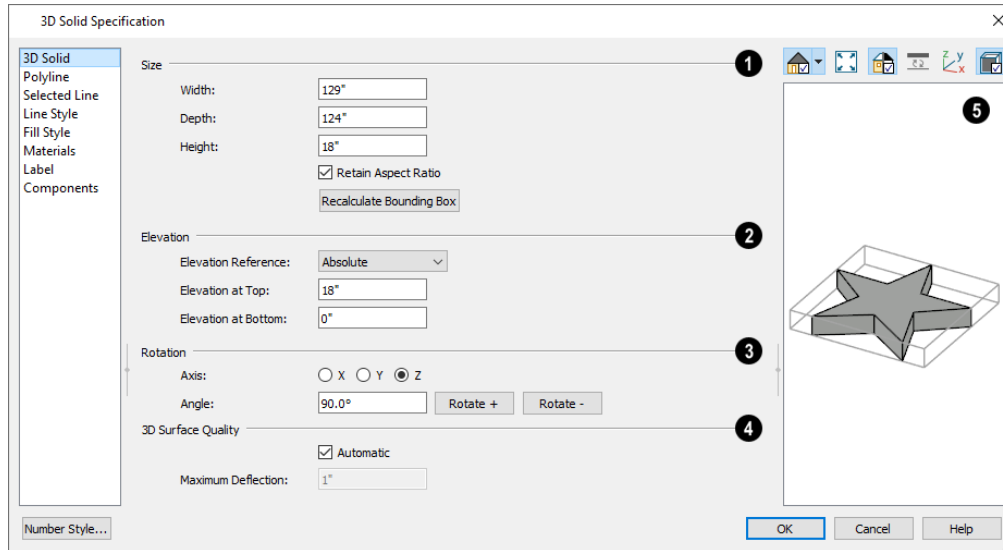 3D Solid Specification
3D Solid
Polyline
Selected Line
Line Style
Fill Style
Materials
Label
Components
Size
1
Width: 129"
Depth: 124"
Height: 18"
Retain Aspect Ratio
Recalculate Bounding Box
Elevation
2
Elevation Reference: Absolute
Elevation at Top: 18"
Elevation at Bottom: 0"
Rotation
3
Axis: X Y Z
Angle: 90.0° Rotate + Rotate -
3D Surface Quality
4
Automatic
Maximum Deflection: 1"
z y x
5
Number Style... OK Cancel Help